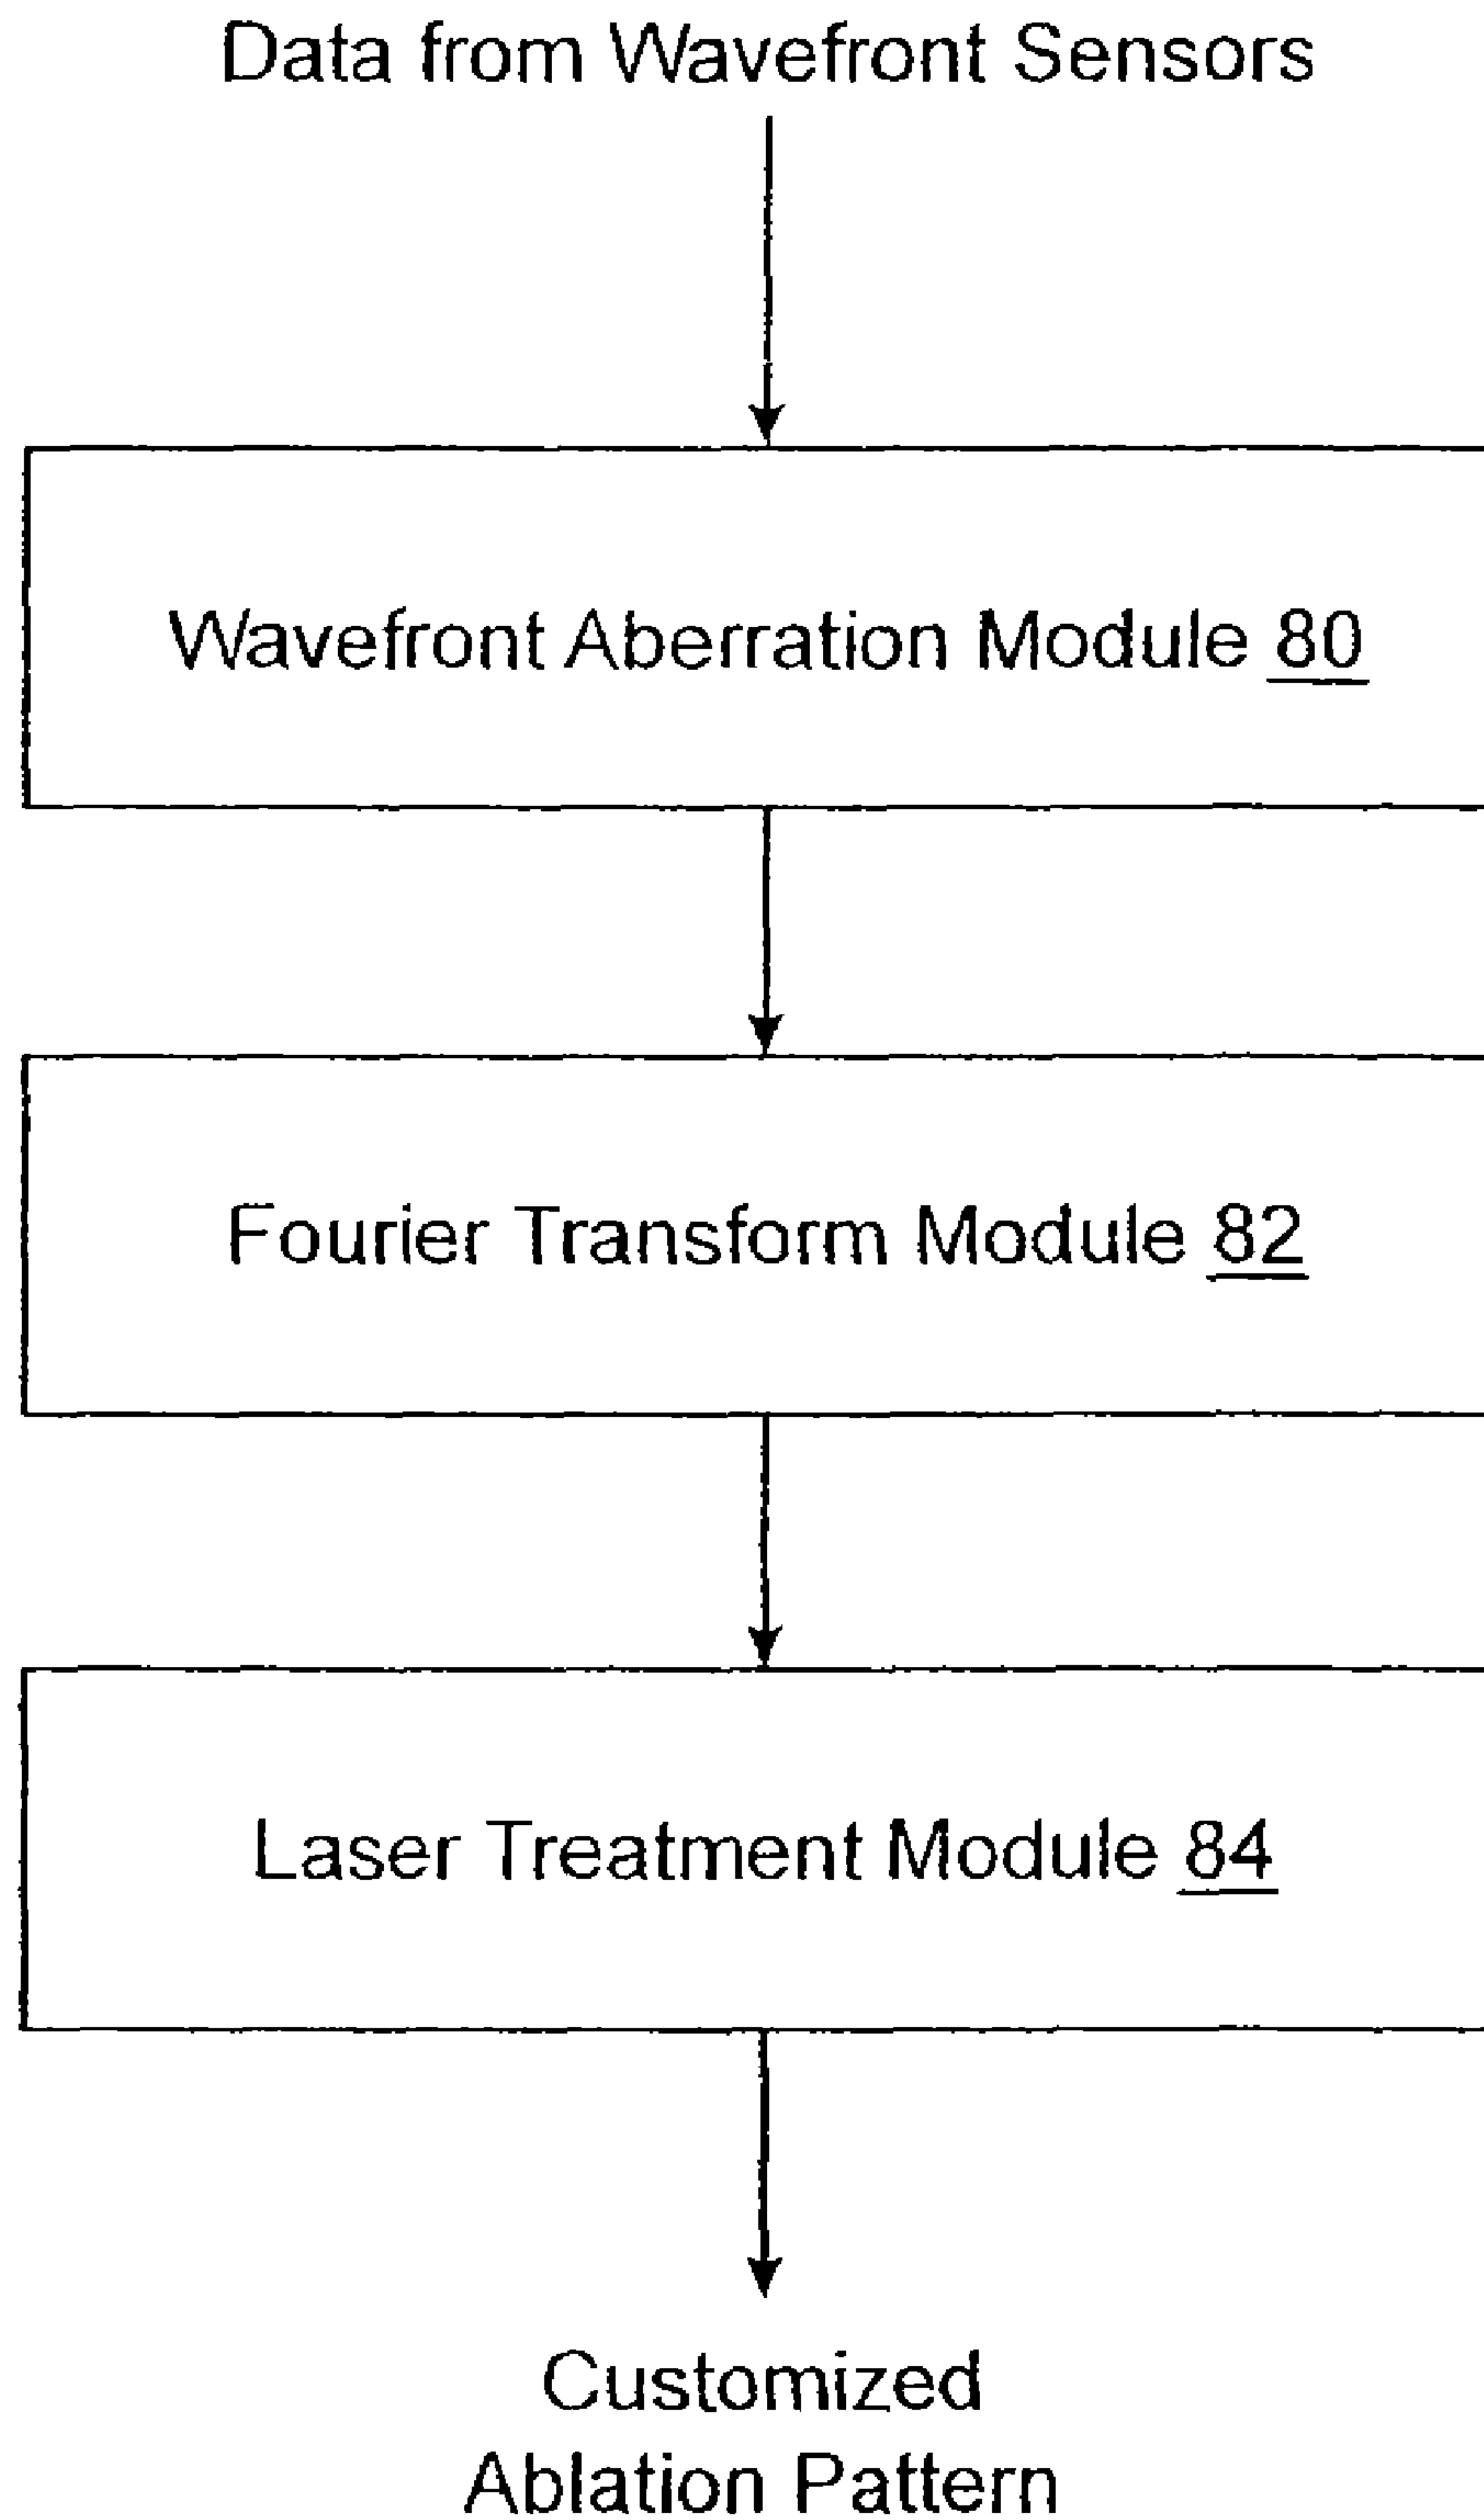 Data from Wavefront Sensors
Wavefront Aberration Module 80
Fourier Transform Module 82
Laser Treatment Module 84
Customized
Ablation Pattern